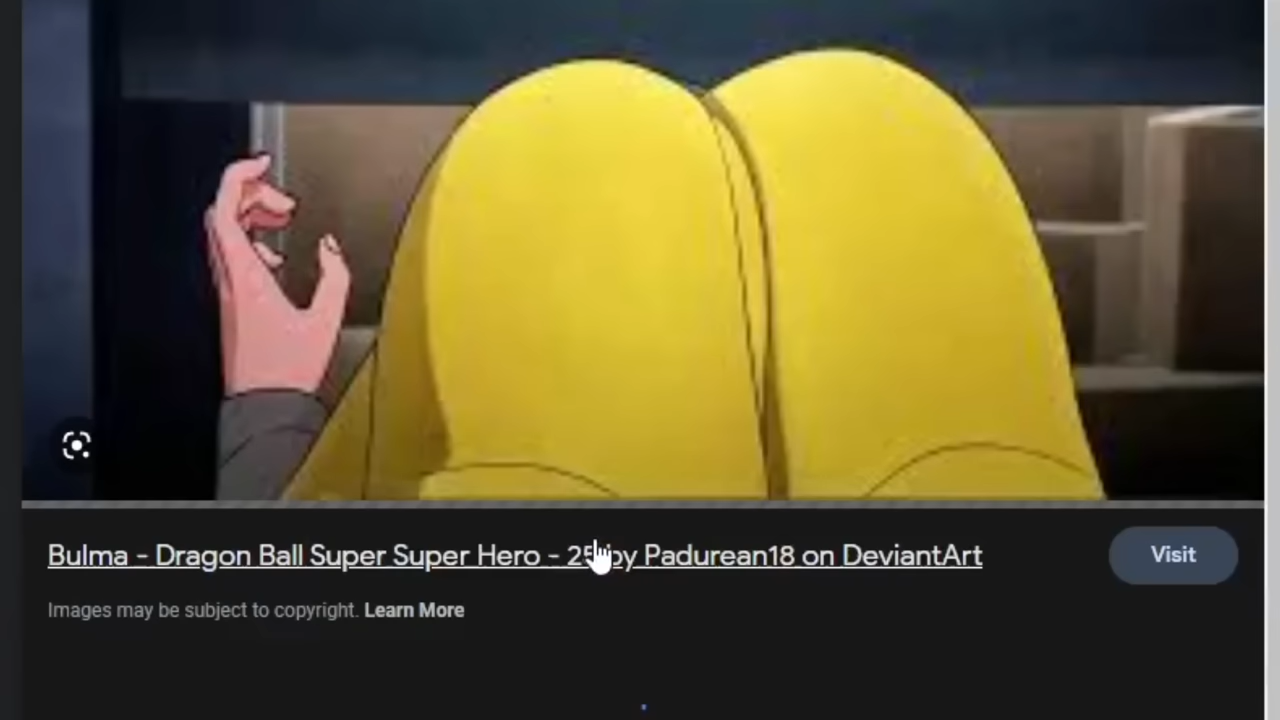 Bulma - Dragon Ball Super Super Hero - 25 by Padurean18 on DeviantArt
Visit
Images may be subject to copyright. Learn More